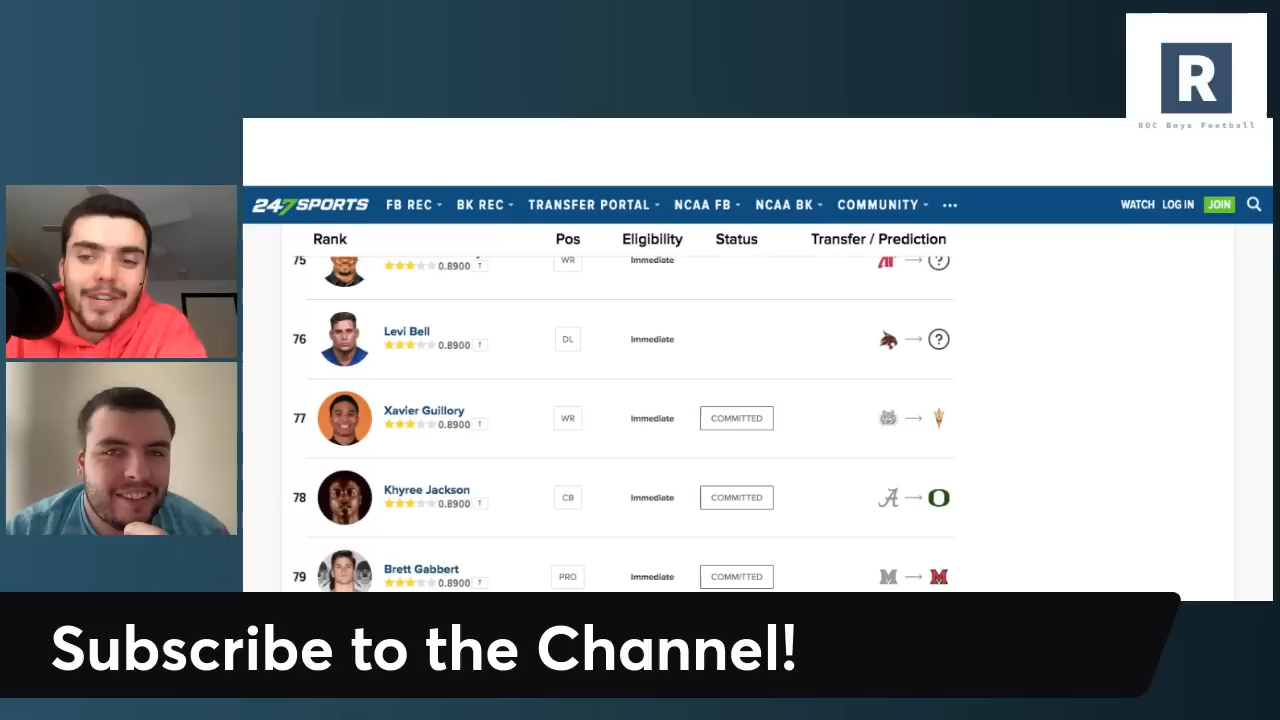 R
ROC Boys Football
247SPORTS FB REC BK REC TRANSFER PORTAL NCAA FB NCAA BK COMMUNITY ••• WATCH LOG IN JOIN
Rank Pos Eligibility Status Transfer / Prediction
75 0.8900 T WR Immediate ?
76 Levi Bell DL Immediate ?
0.8900 T
77 Xavier Guillory WR Immediate COMMITTED
0.8900 T
78 Khyree Jackson CB Immediate COMMITTED A O
0.8900 T
79 Brett Gabbert PRO Immediate COMMITTED M M
0.8900 T
Subscribe to the Channel!